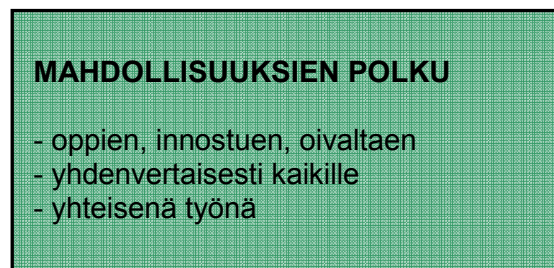 MAHDOLLISUUKSIEN POLKU
- oppien, innostuen, oivaltaen
- yhdenvertaisesti kaikille
- yhteisenä työnä